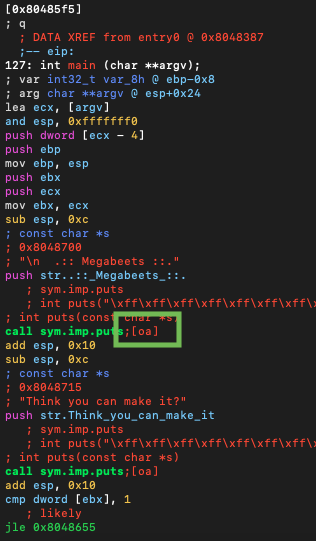 [0x80485f5]
; q
; DATA XREF from entry0 @ 0x8048387
;-- eip:
127: int main (char **argv);
; var int32_t var_8h @ ebp-0x8
; arg char **argv @ esp+0x24
lea ecx, [argv]
and esp, 0xfffffff0
push dword [ecx - 4]
push ebp
mov ebp, esp
push ebx
push ecx
mov ebx, ecx
sub esp, 0xc
; const char *s
; 0x8048700
; "\n  .:: Megabeets ::."
push str..::_Megabeets_::.
; sym.imp.puts
; int puts("\xff\xff\xff\xff\xff\xff\xff\
; int puts(const char *s)
call sym.imp.puts;[oa]
add esp, 0x10
sub esp, 0xc
; const char *s
; 0x8048715
; "Think you can make it?"
push str.Think_you_can_make_it
; sym.imp.puts
; int puts("\xff\xff\xff\xff\xff\xff\xff\
; int puts(const char *s)
call sym.imp.puts;[oa]
add esp, 0x10
cmp dword [ebx], 1
; likely
jle 0x8048655